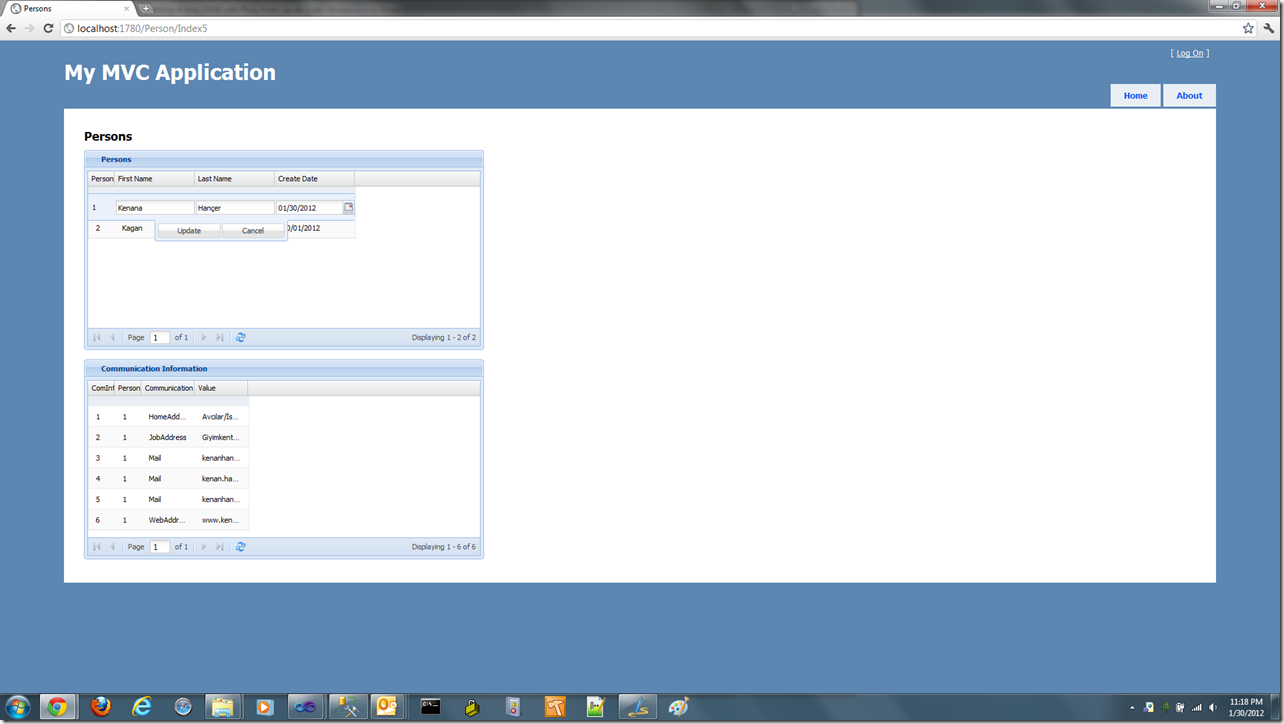 Persons
localhost:1780/Person/Index5
[ Log On ]
My MVC Application
Home About
Persons
Persons
Person First Name Last Name Create Date
1 Kenana Hançer 01/30/2012
2 Kagan 0/01/2012
Update Cancel
Page 1 of 1 Displaying 1 - 2 of 2
Communication Information
ComInf Person Communication Value
1 1 HomeAdd... Avcılar/İs...
2 1 JobAddress Giyimkent...
3 1 Mail kenanhan...
4 1 Mail kenan.ha...
5 1 Mail kenanhan...
6 1 WebAddr... www.ken...
Page 1 of 1 Displaying 1 - 6 of 6
11:18 PM
1/30/2012